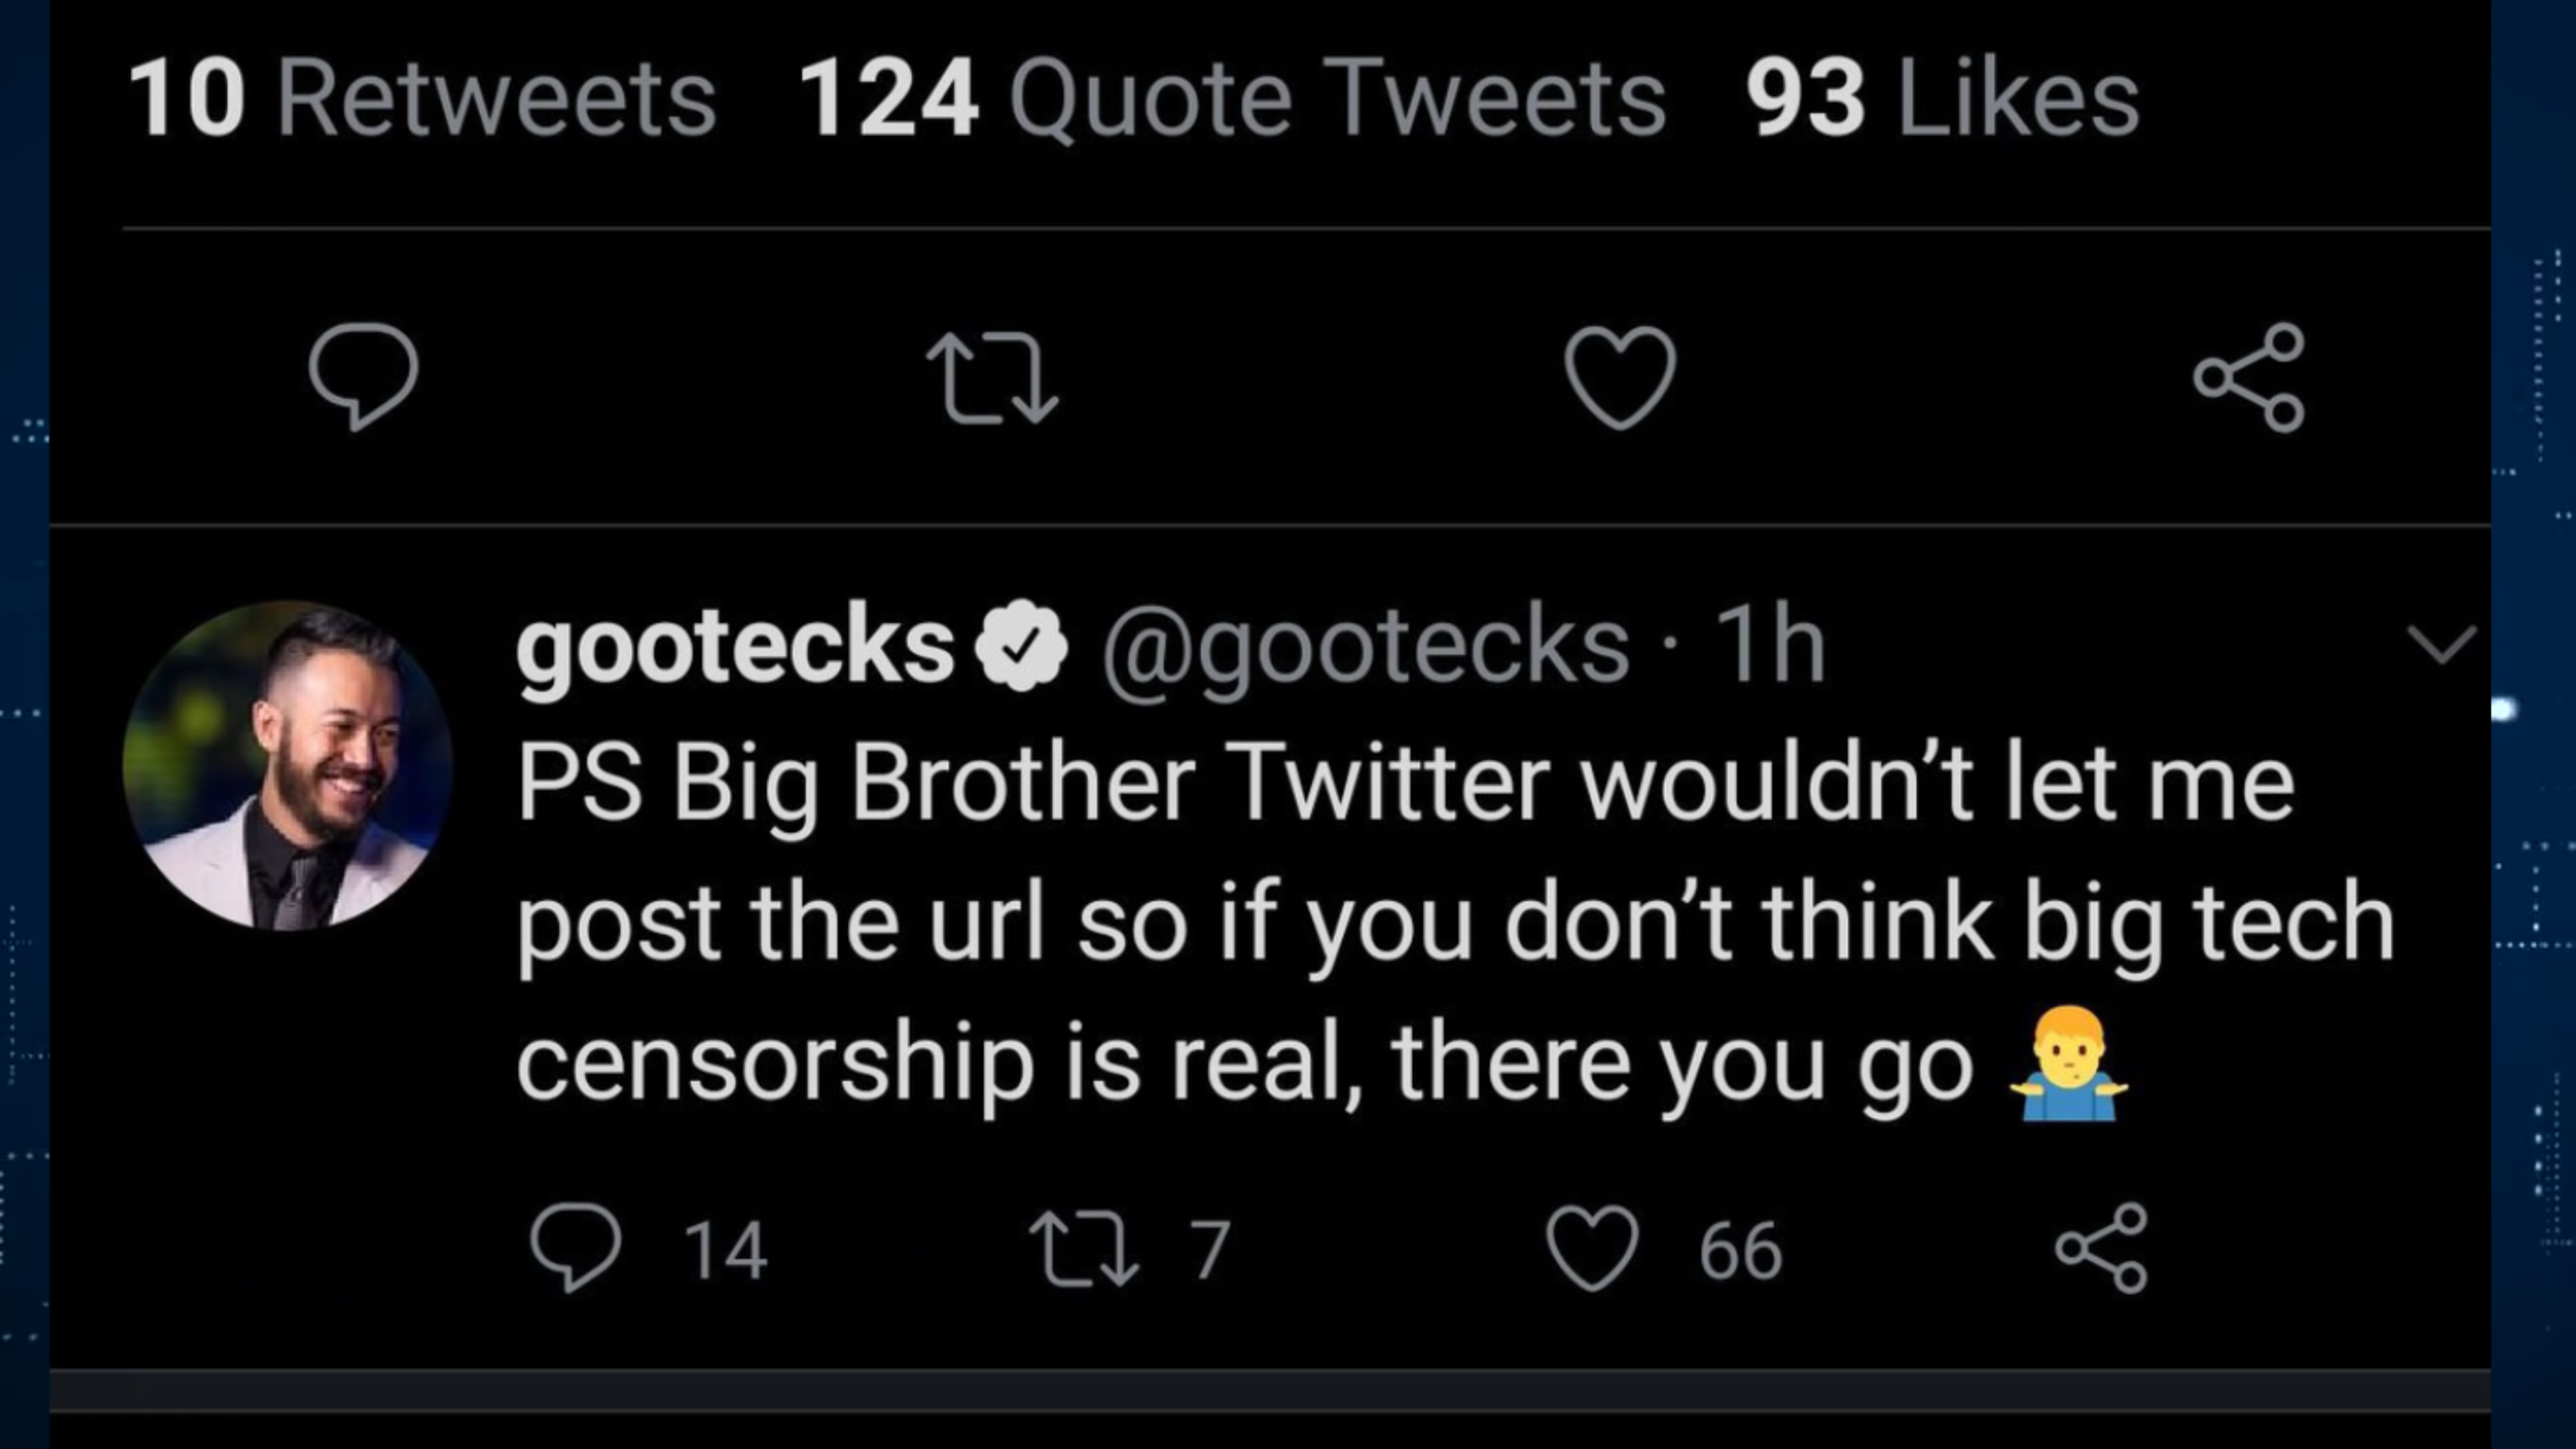 10 Retweets 124 Quote Tweets 93 Likes
gootecks @gootecks · 1h
PS Big Brother Twitter wouldn’t let me
post the url so if you don’t think big tech
censorship is real, there you go 🤷‍♂️
14 7 66